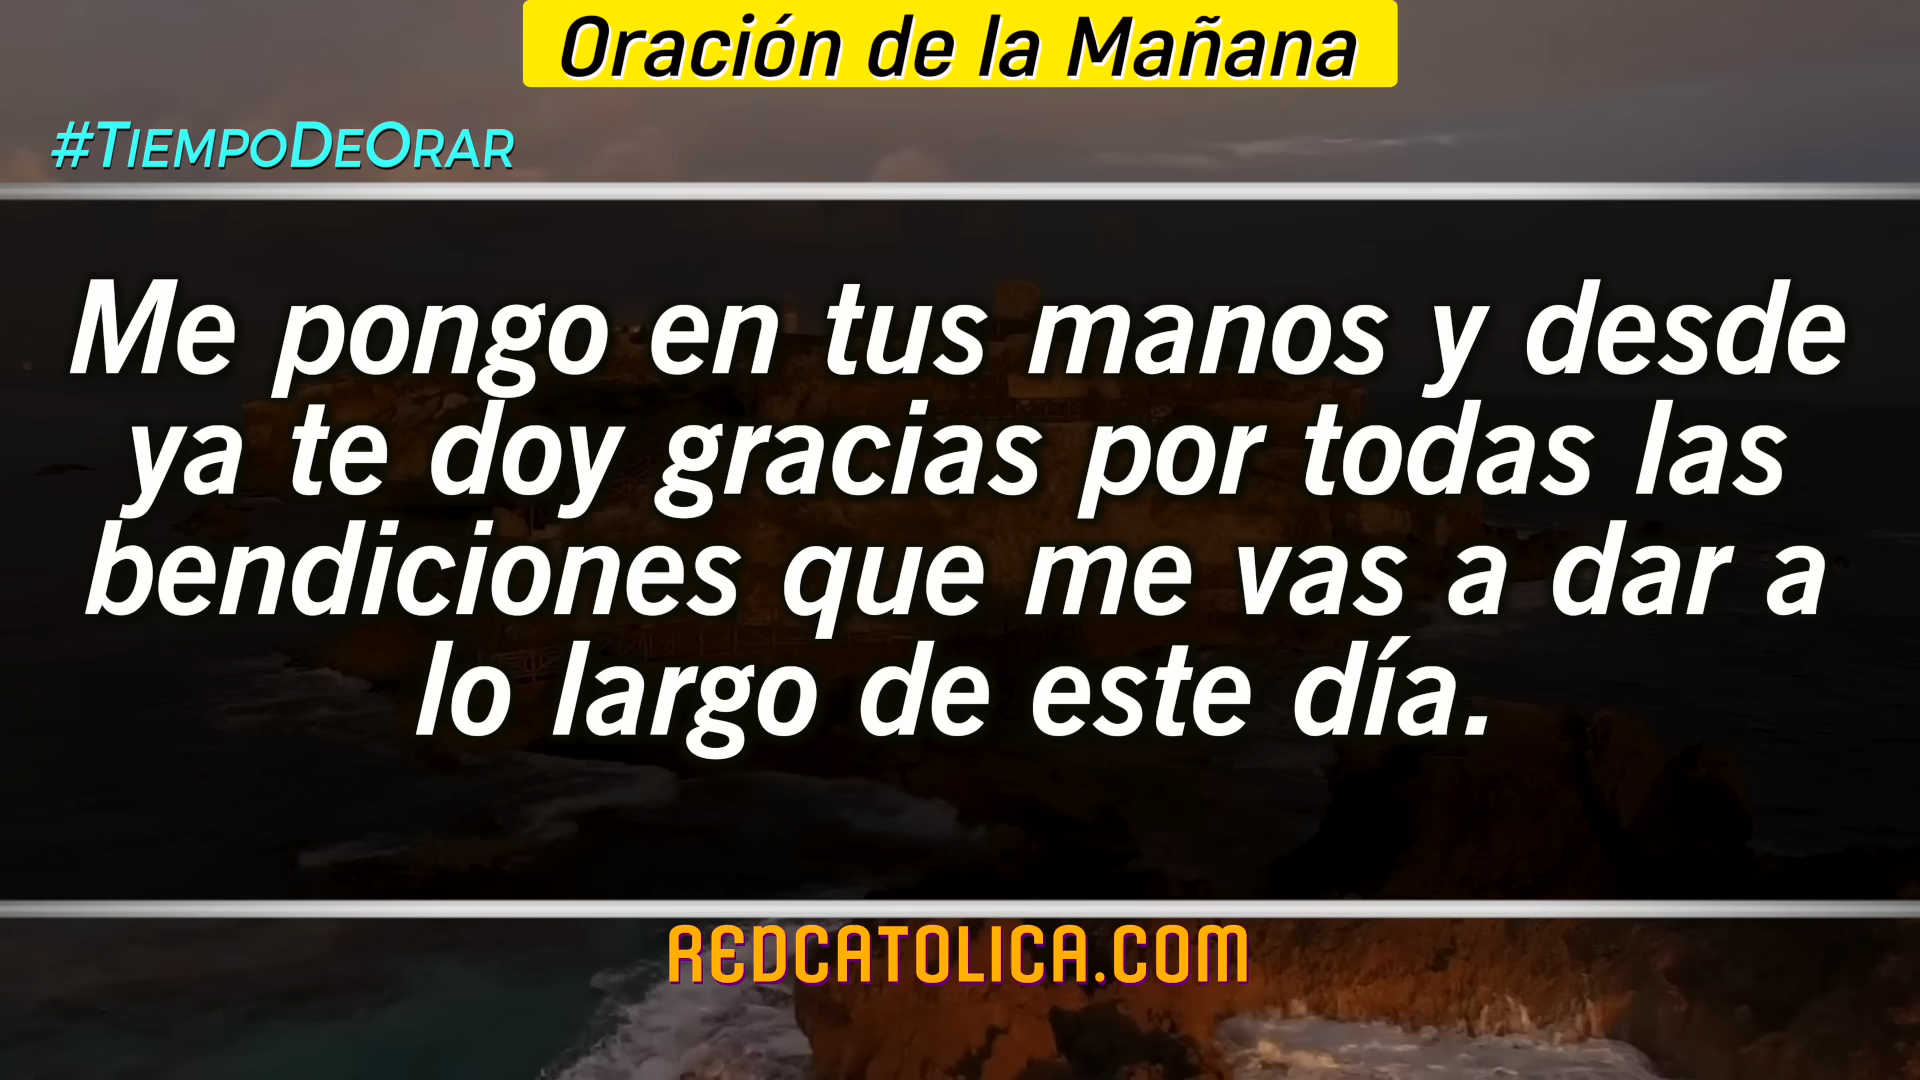 Oración de la Mañana
#TiempoDeOrar
Me pongo en tus manos y desde
ya te doy gracias por todas las
bendiciones que me vas a dar a
lo largo de este día.
REDCATOLICA.COM